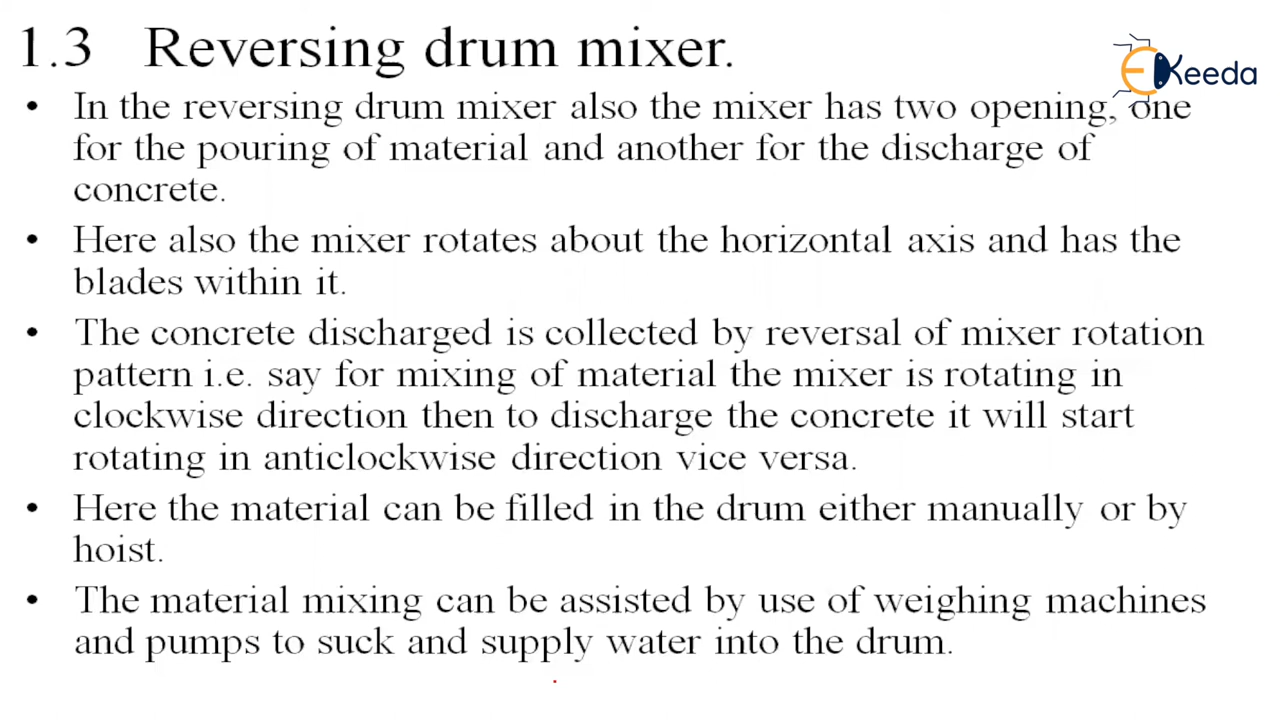 1.3 Reversing drum mixer.
EKeeda
• In the reversing drum mixer also the mixer has two opening, one
for the pouring of material and another for the discharge of
concrete.
• Here also the mixer rotates about the horizontal axis and has the
blades within it.
• The concrete discharged is collected by reversal of mixer rotation
pattern i.e. say for mixing of material the mixer is rotating in
clockwise direction then to discharge the concrete it will start
rotating in anticlockwise direction vice versa.
• Here the material can be filled in the drum either manually or by
hoist.
• The material mixing can be assisted by use of weighing machines
and pumps to suck and supply water into the drum.